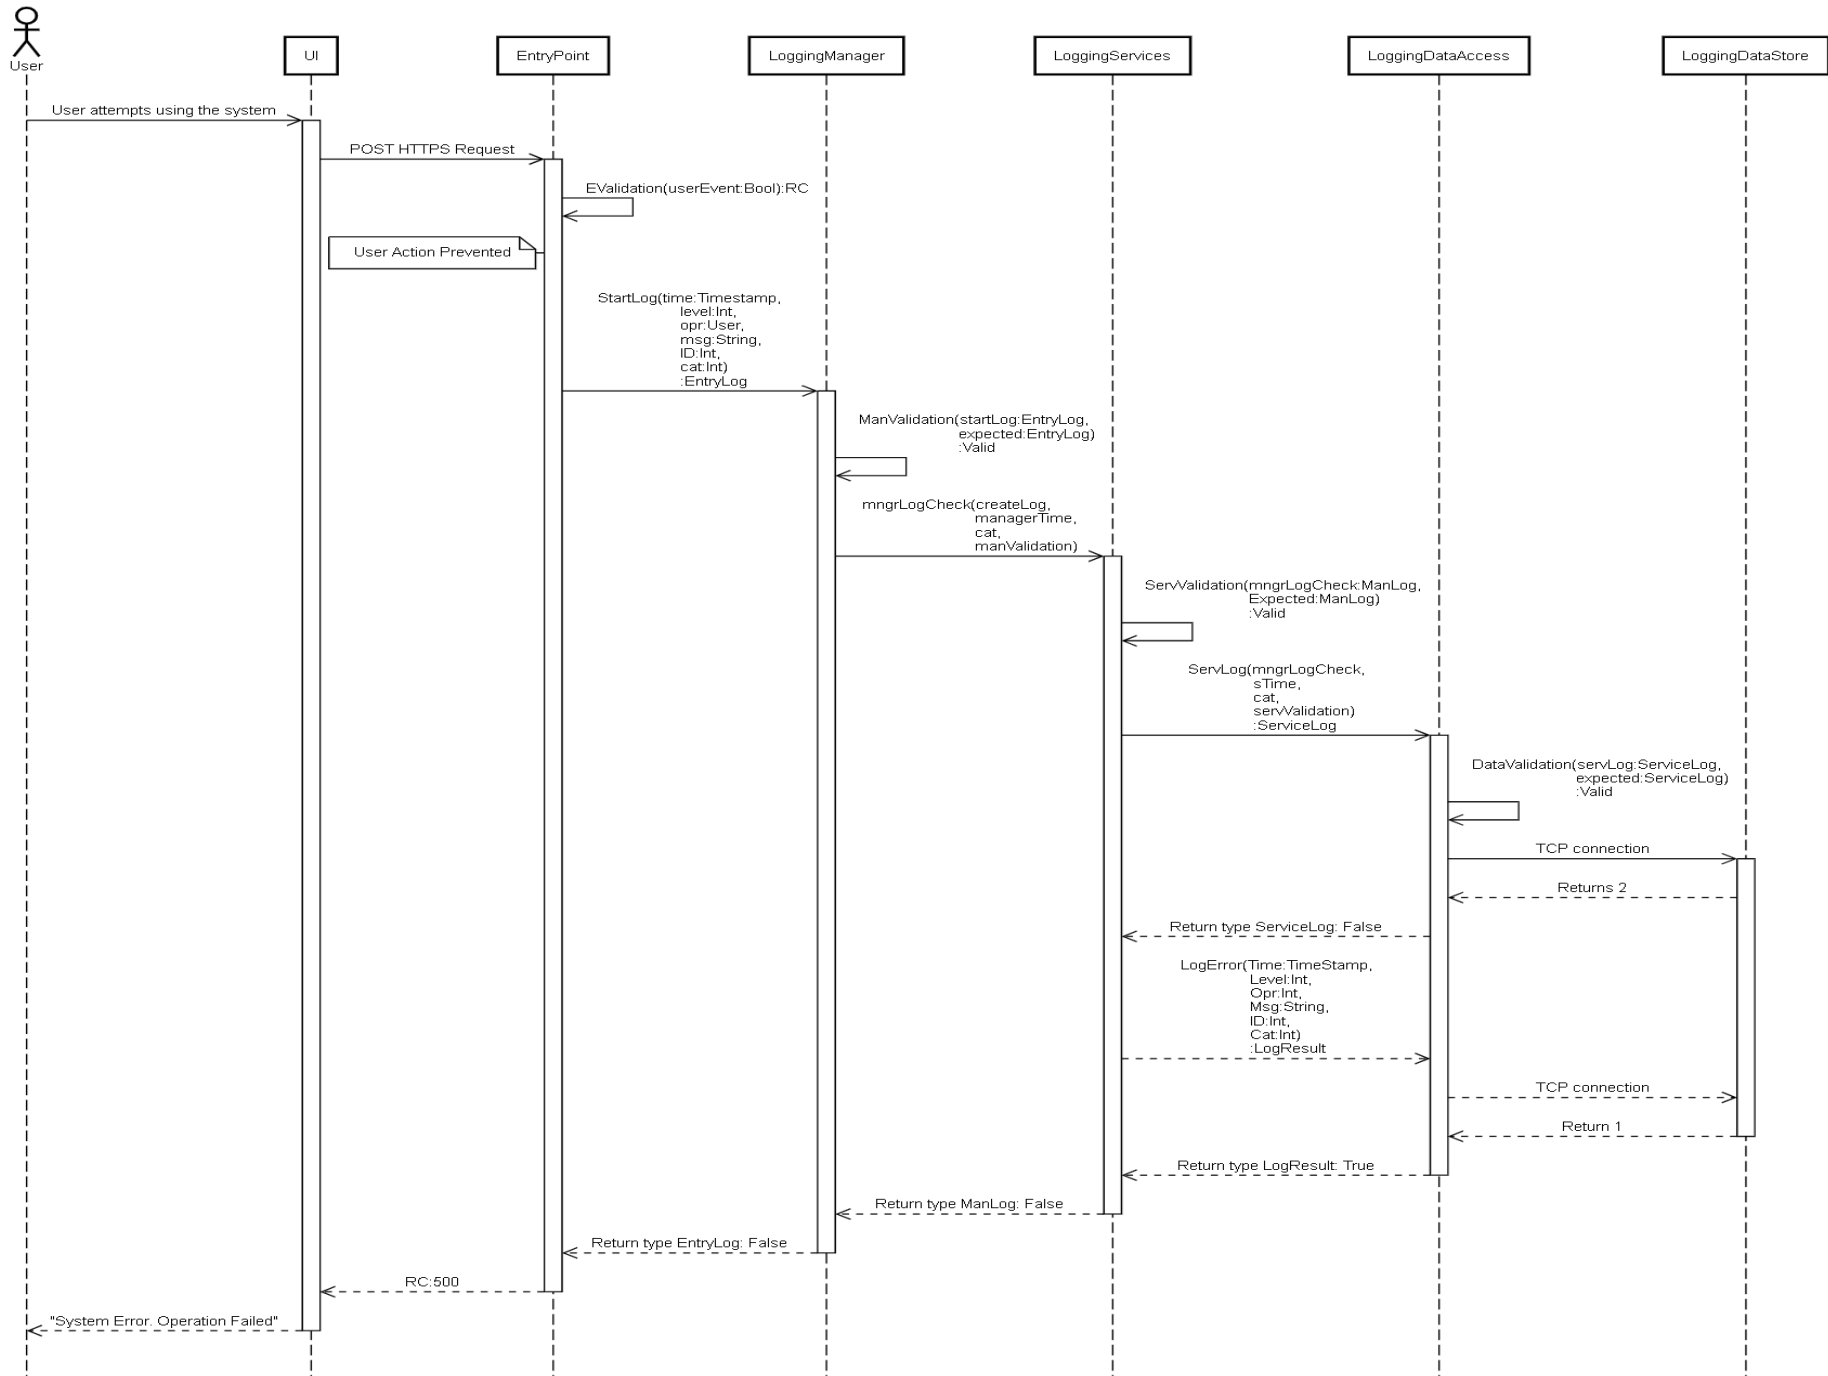 User
UI
EntryPoint
LoggingManager
LoggingServices
LoggingDataAccess
LoggingDataStore
User attempts using the system
POST HTTPS Request
EValidation(userEvent:Bool):RC
User Action Prevented
StartLog(time:Timestamp,
level:Int,
opr:User,
msg:String,
ID:Int,
cat:Int)
:EntryLog
ManValidation(startLog:EntryLog,
expected:EntryLog)
:Valid
mngrLogCheck(createLog,
managerTime,
cat,
manValidation)
ServValidation(mngrLogCheck:ManLog,
Expected:ManLog)
:Valid
ServLog(mngrLogCheck,
sTime,
cat,
servValidation)
:ServiceLog
DataValidation(servLog:ServiceLog,
expected:ServiceLog)
:Valid
TCP connection
Returns 2
Return type ServiceLog: False
LogError(Time:TimeStamp,
Level:Int,
Opr:Int,
Msg:String,
ID:Int,
Cat:Int)
:LogResult
TCP connection
Return 1
Return type LogResult: True
Return type ManLog: False
Return type EntryLog: False
RC:500
"System Error. Operation Failed"